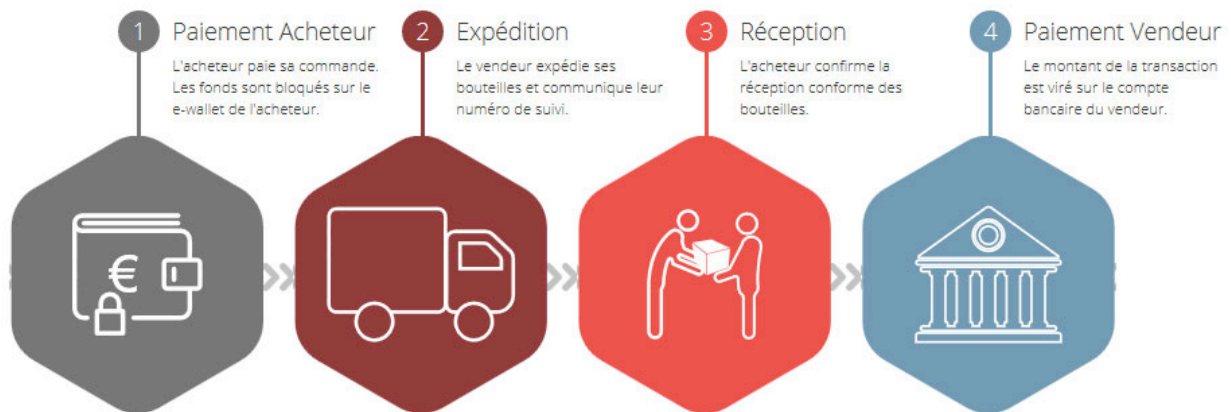 1 Paiement Acheteur
L'acheteur paie sa commande.
Les fonds sont bloqués sur le
e-wallet de l'acheteur.
2 Expédition
Le vendeur expédie ses
bouteilles et communique leur
numéro de suivi.
3 Réception
L'acheteur confirme la
réception conforme des
bouteilles.
4 Paiement Vendeur
Le montant de la transaction
est viré sur le compte
bancaire du vendeur.
€